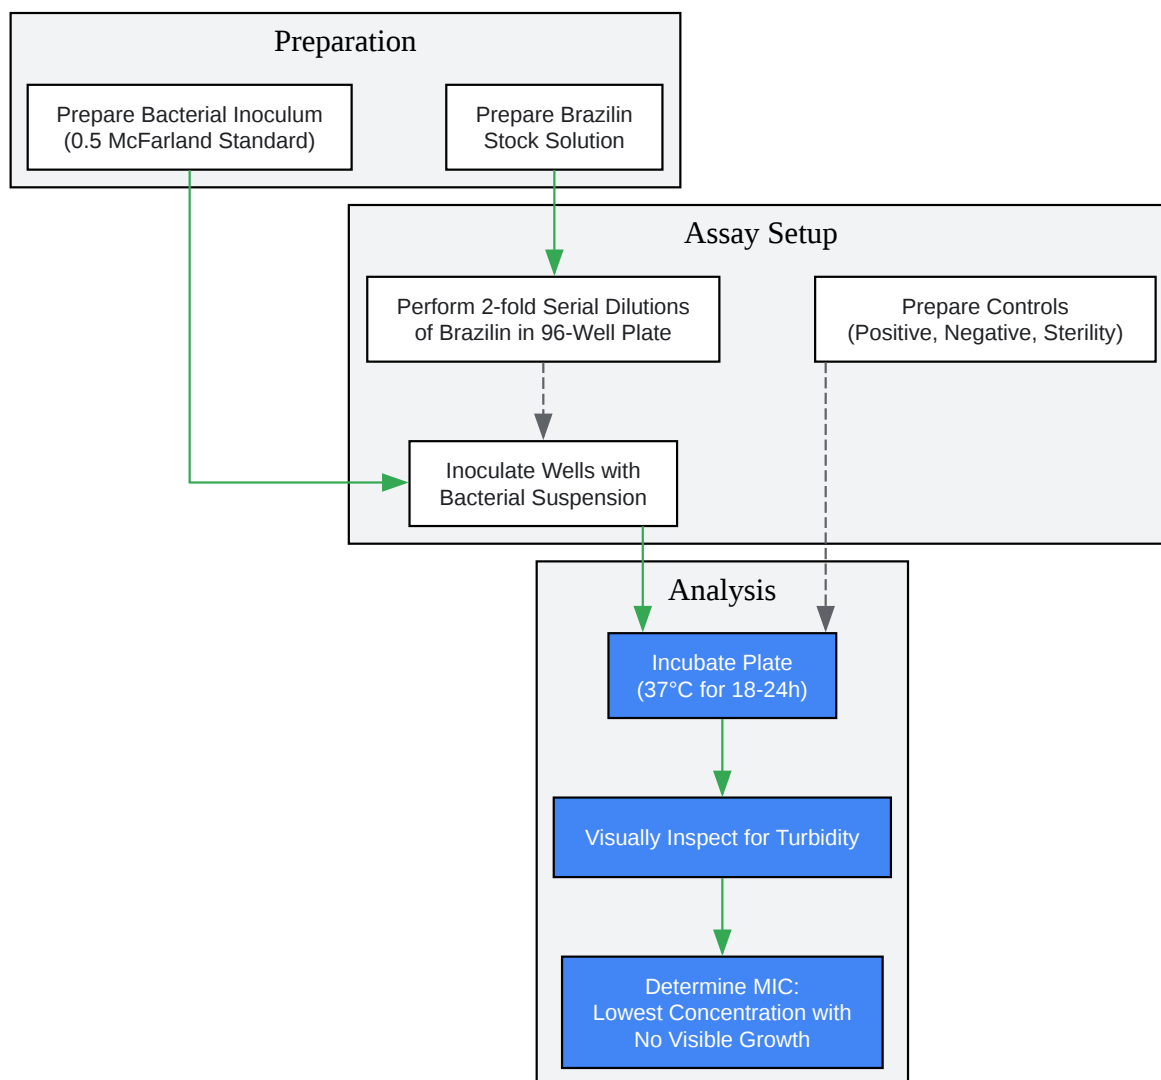 Preparation
Prepare Bacterial Inoculum
(0.5 McFarland Standard)
Prepare Brazilin
Stock Solution
Assay Setup
Perform 2-fold Serial Dilutions
of Brazilin in 96-Well Plate
Prepare Controls
(Positive, Negative, Sterility)
Inoculate Wells with
Bacterial Suspension
Analysis
Incubate Plate
(37°C for 18-24h)
Visually Inspect for Turbidity
Determine MIC:
Lowest Concentration with
No Visible Growth